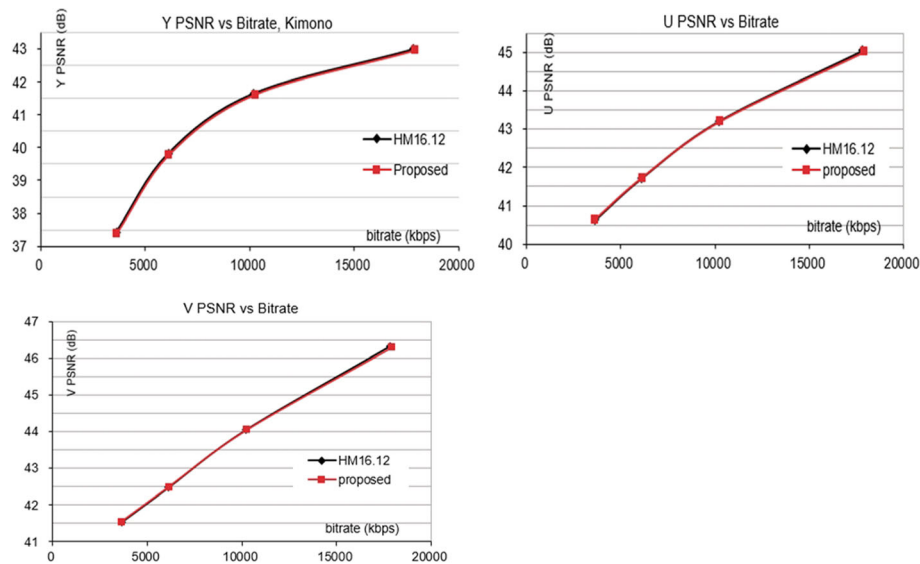 Y PSNR vs Bitrate, Kimono
Y PSNR (dB)
43
42
40
39
38
37
0
5000
10000
15000
20000
HM16.12
Proposed
bitrate (kbps)
U PSNR vs Bitrate
U PSNR (dB)
45
44
43
42
41
40
0
5000
10000
15000
20000
HM16.12
proposed
bitrate (kbps)
V PSNR vs Bitrate
V PSNR (dB)
47
46
45
44
43
42
41
0
5000
10000
15000
20000
HM16.12
proposed
bitrate (kbps)